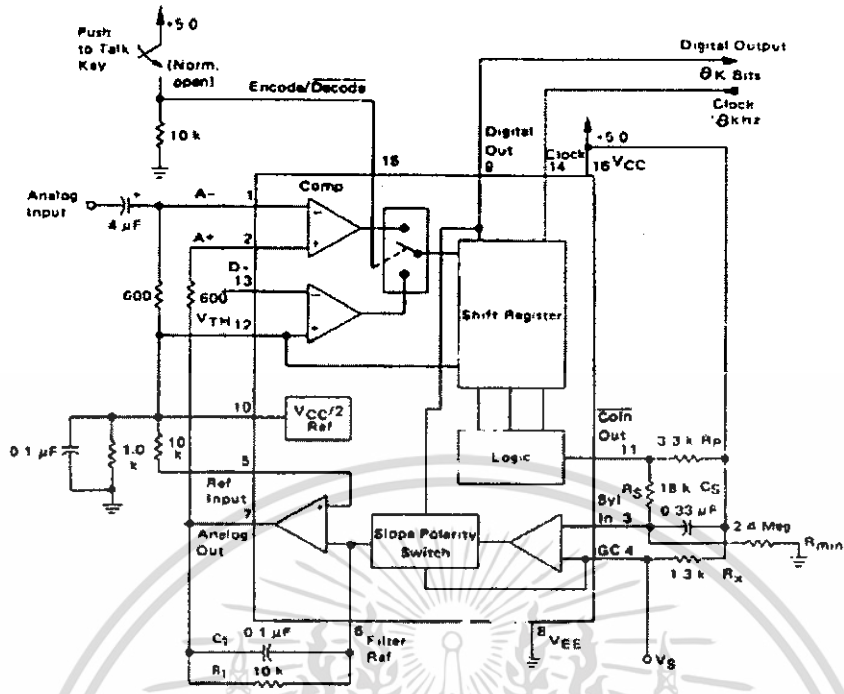 +5.0
Push
to Talk
Key
(Norm.
open)
Encode/Decode
10 k
Digital Output
8K Bits
Clock
Digital
Out
9
+5.0
Clock
14
16 VCC
15
Analog
Input
+
4 µF
A-
1
Comp
A+
2
D-
13
600
600
VTH
12
Shift Register
10
VCC/2
Ref
0.1 µF
1.0
k
10
k
Coin
Out
11
3.3 k RP
Logic
RS
18 k
CS
0.33 µF
Ref
Input
5
7
Analog
Out
Slope Polarity
Switch
Syl
In 3
2.4 Meg
Rmin
GC 4
1.3 k
Rx
C1
0.1 µF
6
Filter
Ref
R1
10 k
8
VEE
VS